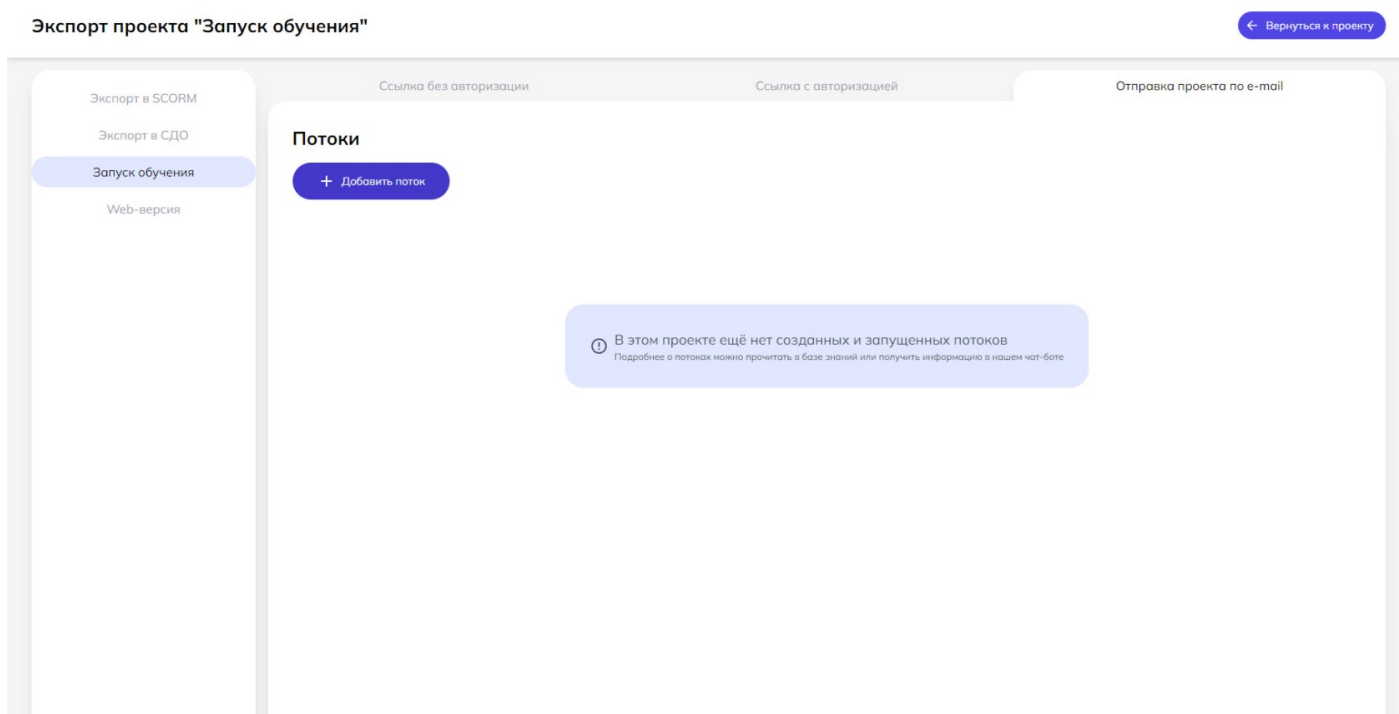 Экспорт проекта "Запуск обучения"
← Вернуться к проекту
Экспорт в SCORM
Экспорт в СДО
Запуск обучения
Web-версия
Ссылка без авторизации
Ссылка с авторизацией
Отправка проекта по e-mail
Потоки
+ Добавить поток
В этом проекте ещё нет созданных и запущенных потоков
Подробнее о потоках можно прочитать в базе знаний или получить информацию в нашем чат-боте